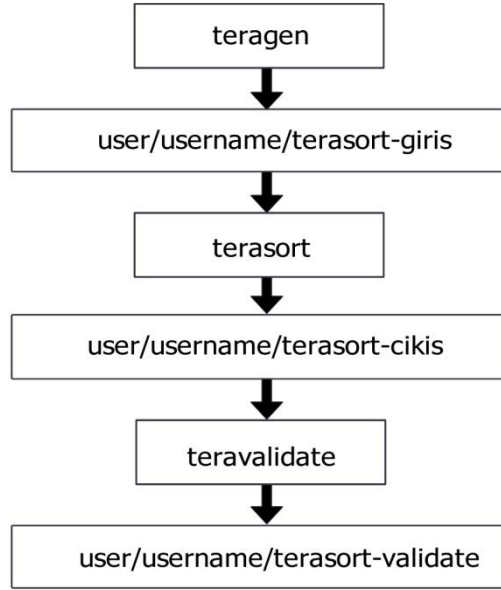 teragen
user/username/terasort-giris
terasort
user/username/terasort-cikis
teravalidate
user/username/terasort-validate